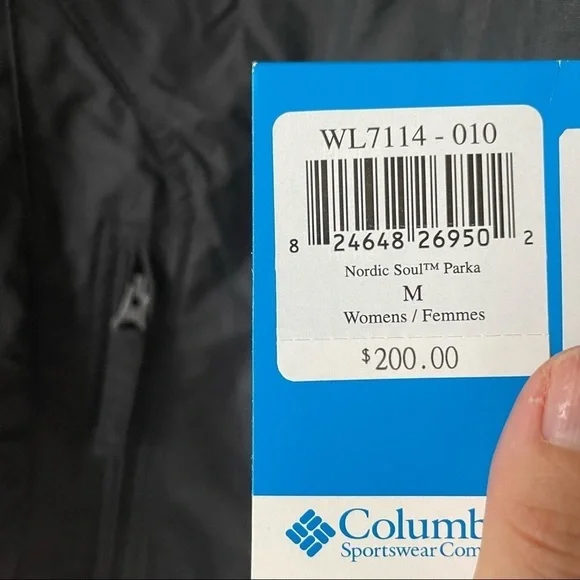 WL7114 - 010
8 24648 26950 2
Nordic Soul™ Parka
M
Womens / Femmes
$200.00
Columb
Sportswear Com